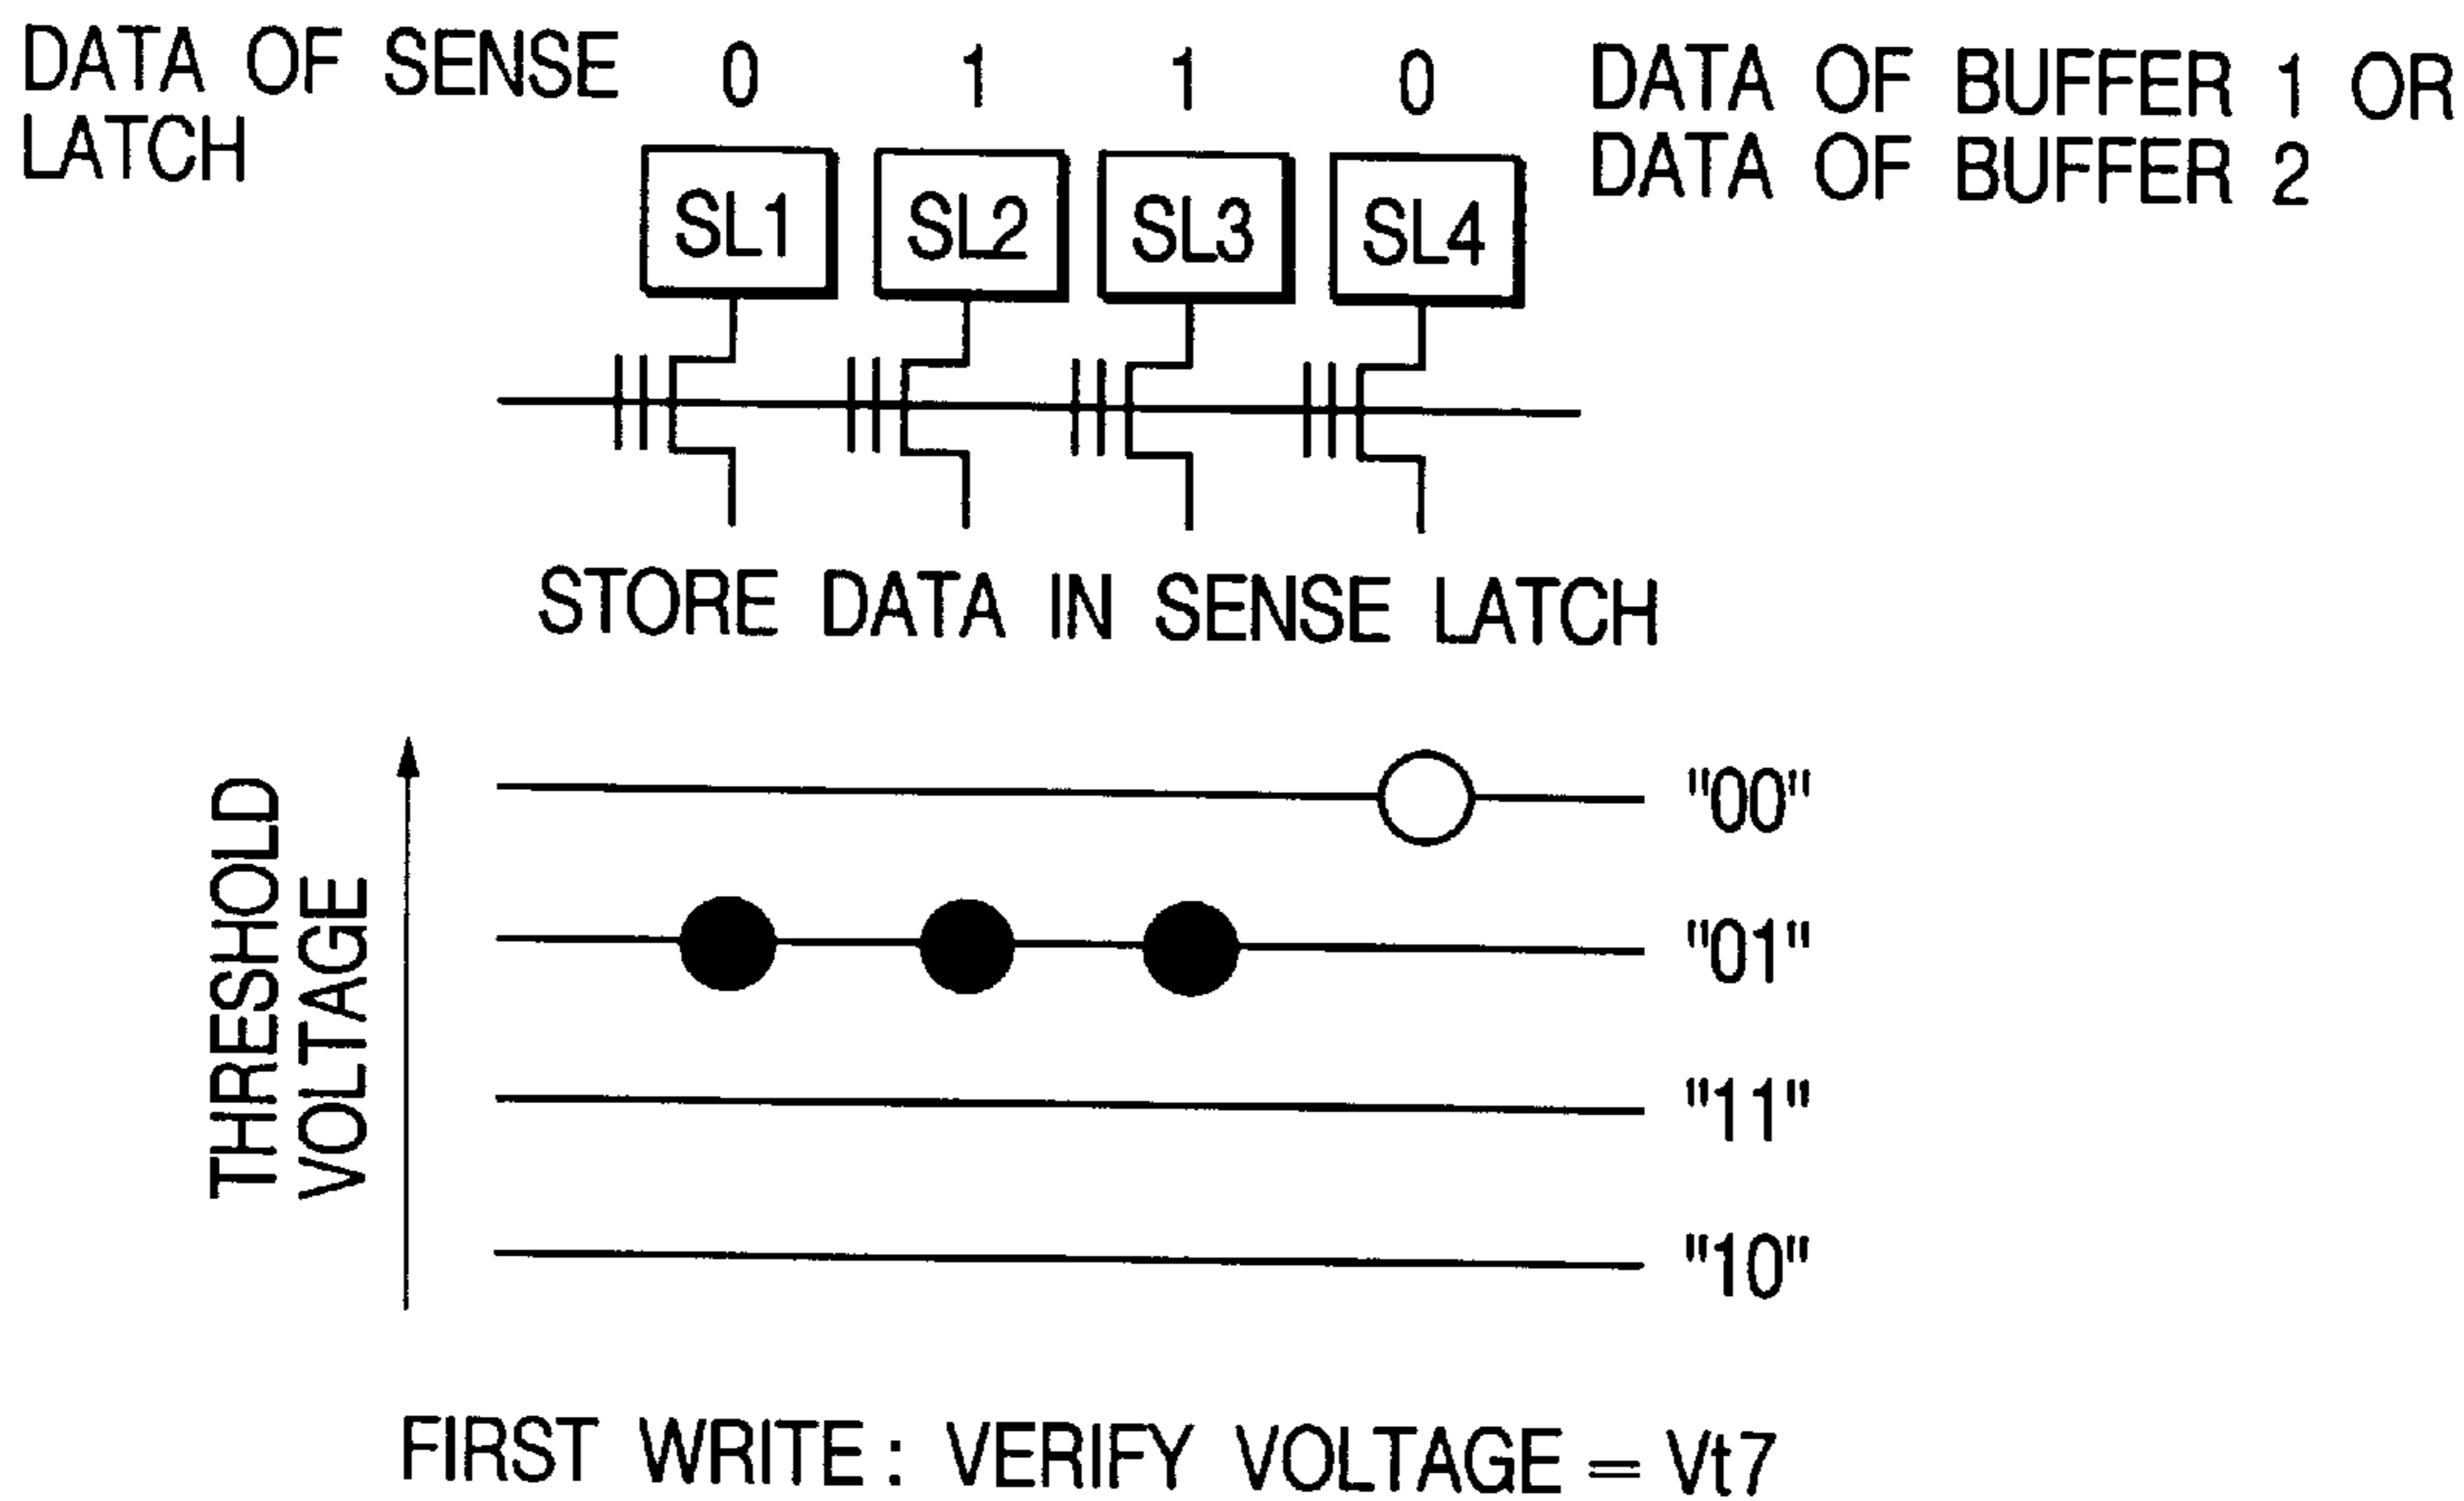 DATA OF SENSE 0 1 1 0 DATA OF BUFFER 1 OR
LATCH DATA OF BUFFER 2
SL1 SL2 SL3 SL4
STORE DATA IN SENSE LATCH
THRESHOLD
VOLTAGE
"00"
"01"
"11"
"10"
FIRST WRITE: VERIFY VOLTAGE = Vt7